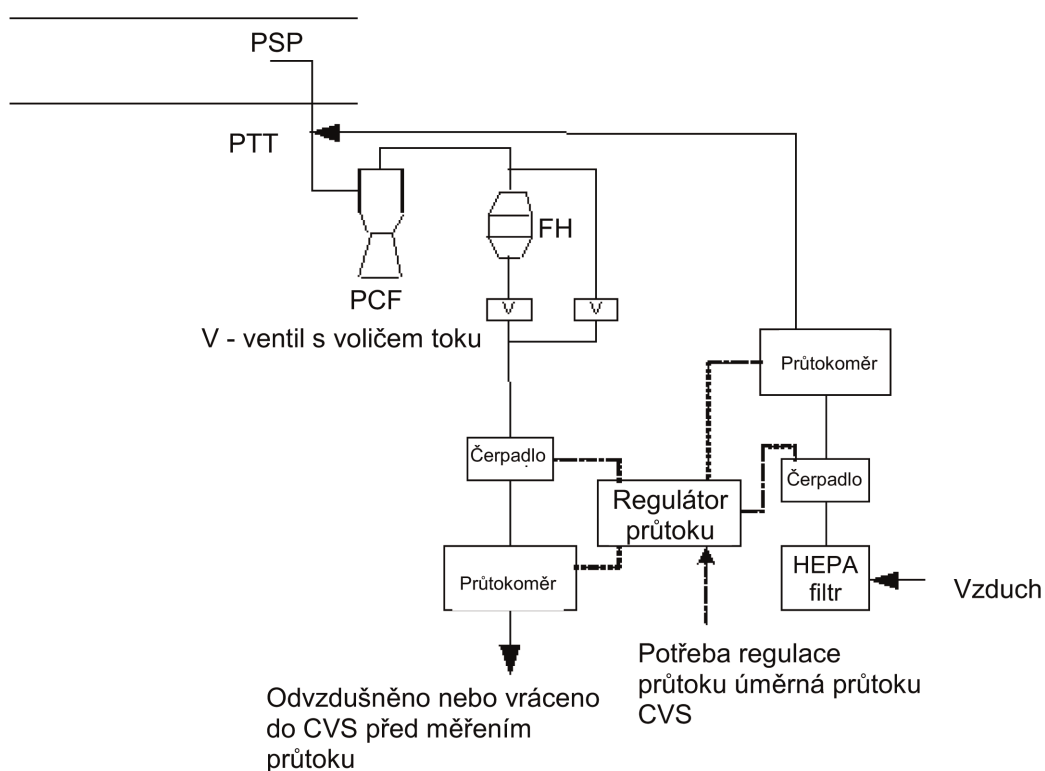 PSP
PTT
FH
PCF
V
V
V - ventil s voličem toku
Průtokoměr
Čerpadlo
Čerpadlo
Regulátor
průtoku
HEPA
filtr
Průtokoměr
Vzduch
Potřeba regulace
průtoku úměrná průtoku
CVS
Odvzdušněno nebo vráceno
do CVS před měřením
průtoku